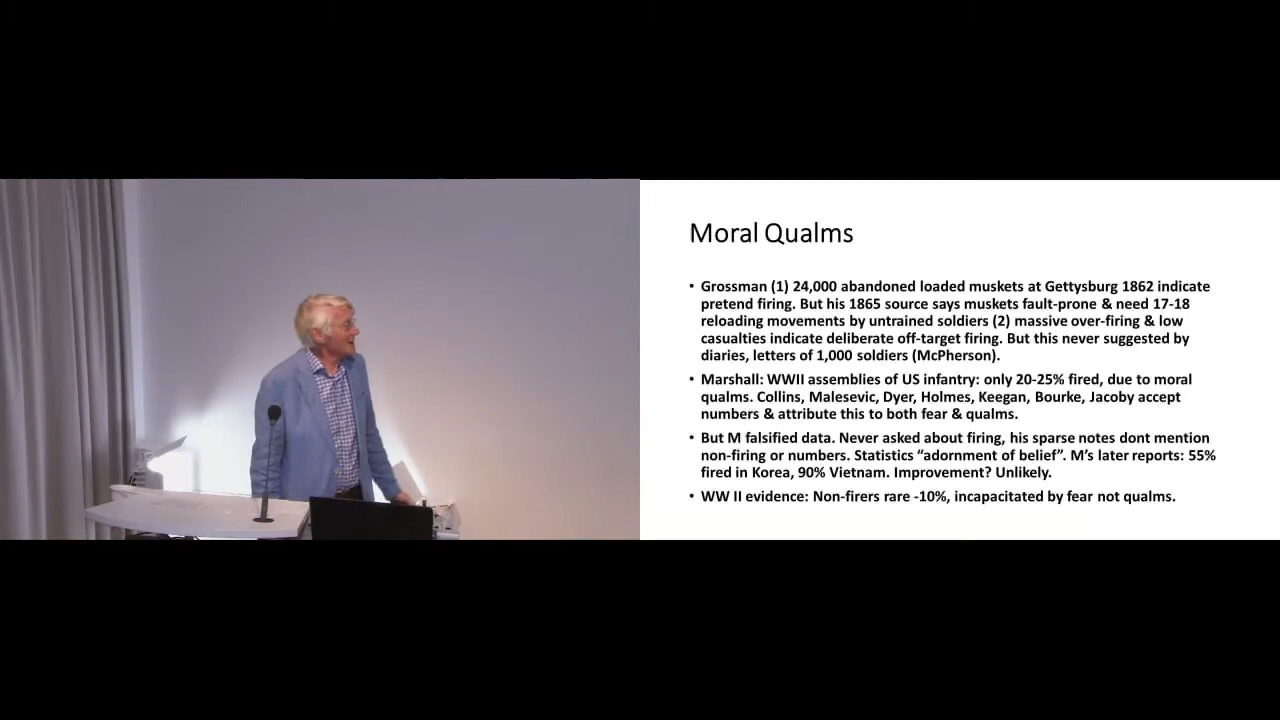 Moral Qualms
• Grossman (1) 24,000 abandoned loaded muskets at Gettysburg 1862 indicate
pretend firing. But his 1865 source says muskets fault-prone & need 17-18
reloading movements by untrained soldiers (2) massive over-firing & low
casualties indicate deliberate off-target firing. But this never suggested by
diaries, letters of 1,000 soldiers (McPherson).
• Marshall: WWII assemblies of US infantry: only 20-25% fired, due to moral
qualms. Collins, Malesevic, Dyer, Holmes, Keegan, Bourke, Jacoby accept
numbers & attribute this to both fear & qualms.
• But M falsified data. Never asked about firing, his sparse notes dont mention
non-firing or numbers. Statistics “adornment of belief”. M’s later reports: 55%
fired in Korea, 90% Vietnam. Improvement? Unlikely.
• WW II evidence: Non-firers rare -10%, incapacitated by fear not qualms.